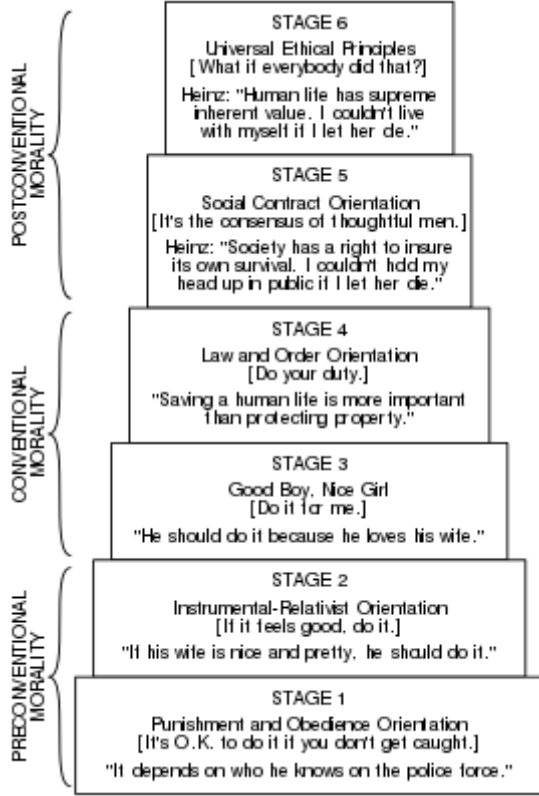 STAGE 6
Universal Ethical Principles
[What if everybody did that?]
Heinz: "Human life has supreme
inherent value. I couldn't live
with myself if I let her die."
POSTCONVENTIONAL
MORALITY
STAGE 5
Social Contract Orientation
[It's the consensus of thoughtful men.]
Heinz: "Society has a right to insure
its own survival. I couldn't hold my
head up in public if I let her die."
STAGE 4
Law and Order Orientation
[Do your duty.]
"Saving a human life is more important
than protecting property."
CONVENTIONAL
MORALITY
STAGE 3
Good Boy, Nice Girl
[Do it for me.]
"He should do it because he loves his wife."
STAGE 2
Instrumental-Relativist Orientation
[If it feels good, do it.]
"If his wife is nice and pretty, he should do it."
PRECONVENTIONAL
MORALITY
STAGE 1
Punishment and Obedience Orientation
[It's O.K. to do it if you don't get caught.]
"It depends on who he knows on the police force."